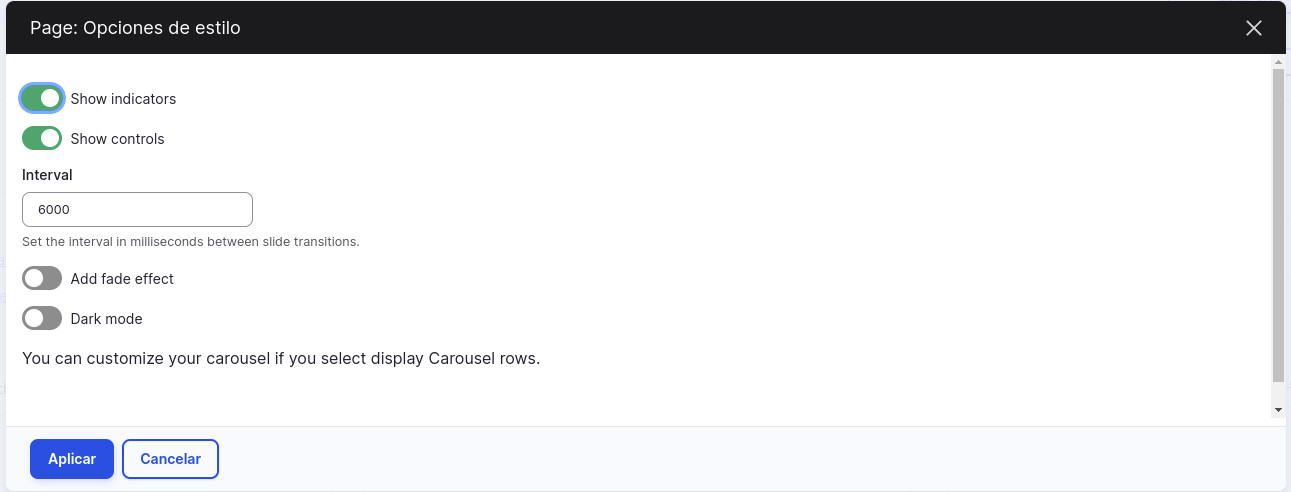 Page: Opciones de estilo
Show indicators
Show controls
Interval
6000
Set the interval in milliseconds between slide transitions.
Add fade effect
Dark mode
You can customize your carousel if you select display Carousel rows.
Aplicar
Cancelar